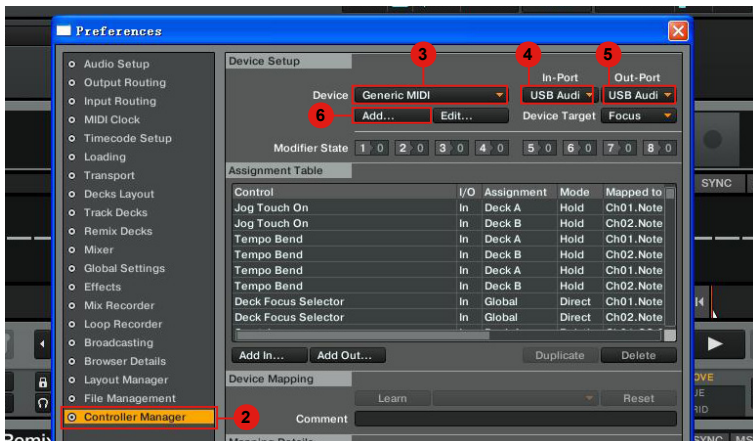 Preferences
Audio Setup
Output Routing
Input Routing
MIDI Clock
Timecode Setup
Loading
Transport
Decks Layout
Track Decks
Remix Decks
Mixer
Global Settings
Effects
Mix Recorder
Loop Recorder
Broadcasting
Browser Details
Layout Manager
File Management
Controller Manager
2
Device Setup
3 4 5
In-Port Out-Port
Device Generic MIDI USB Audi USB Audi
6 Add... Edit... Device Target Focus
Modifier State 1 0 2 0 3 0 4 0 5 0 6 0 7 0 8 0
Assignment Table
Control I/O Assignment Mode Mapped to
Jog Touch On In Deck A Hold Ch01.Note
Jog Touch On In Deck B Hold Ch02.Note
Tempo Bend In Deck A Hold Ch01.Note
Tempo Bend In Deck B Hold Ch02.Note
Tempo Bend In Deck A Hold Ch01.Note
Tempo Bend In Deck B Hold Ch02.Note
Deck Focus Selector In Global Direct Ch01.Note
Deck Focus Selector In Global Direct Ch02.Note
Add In... Add Out... Duplicate Delete
Device Mapping
Learn Reset
Comment
Mapping Details
SYNC
SYNC